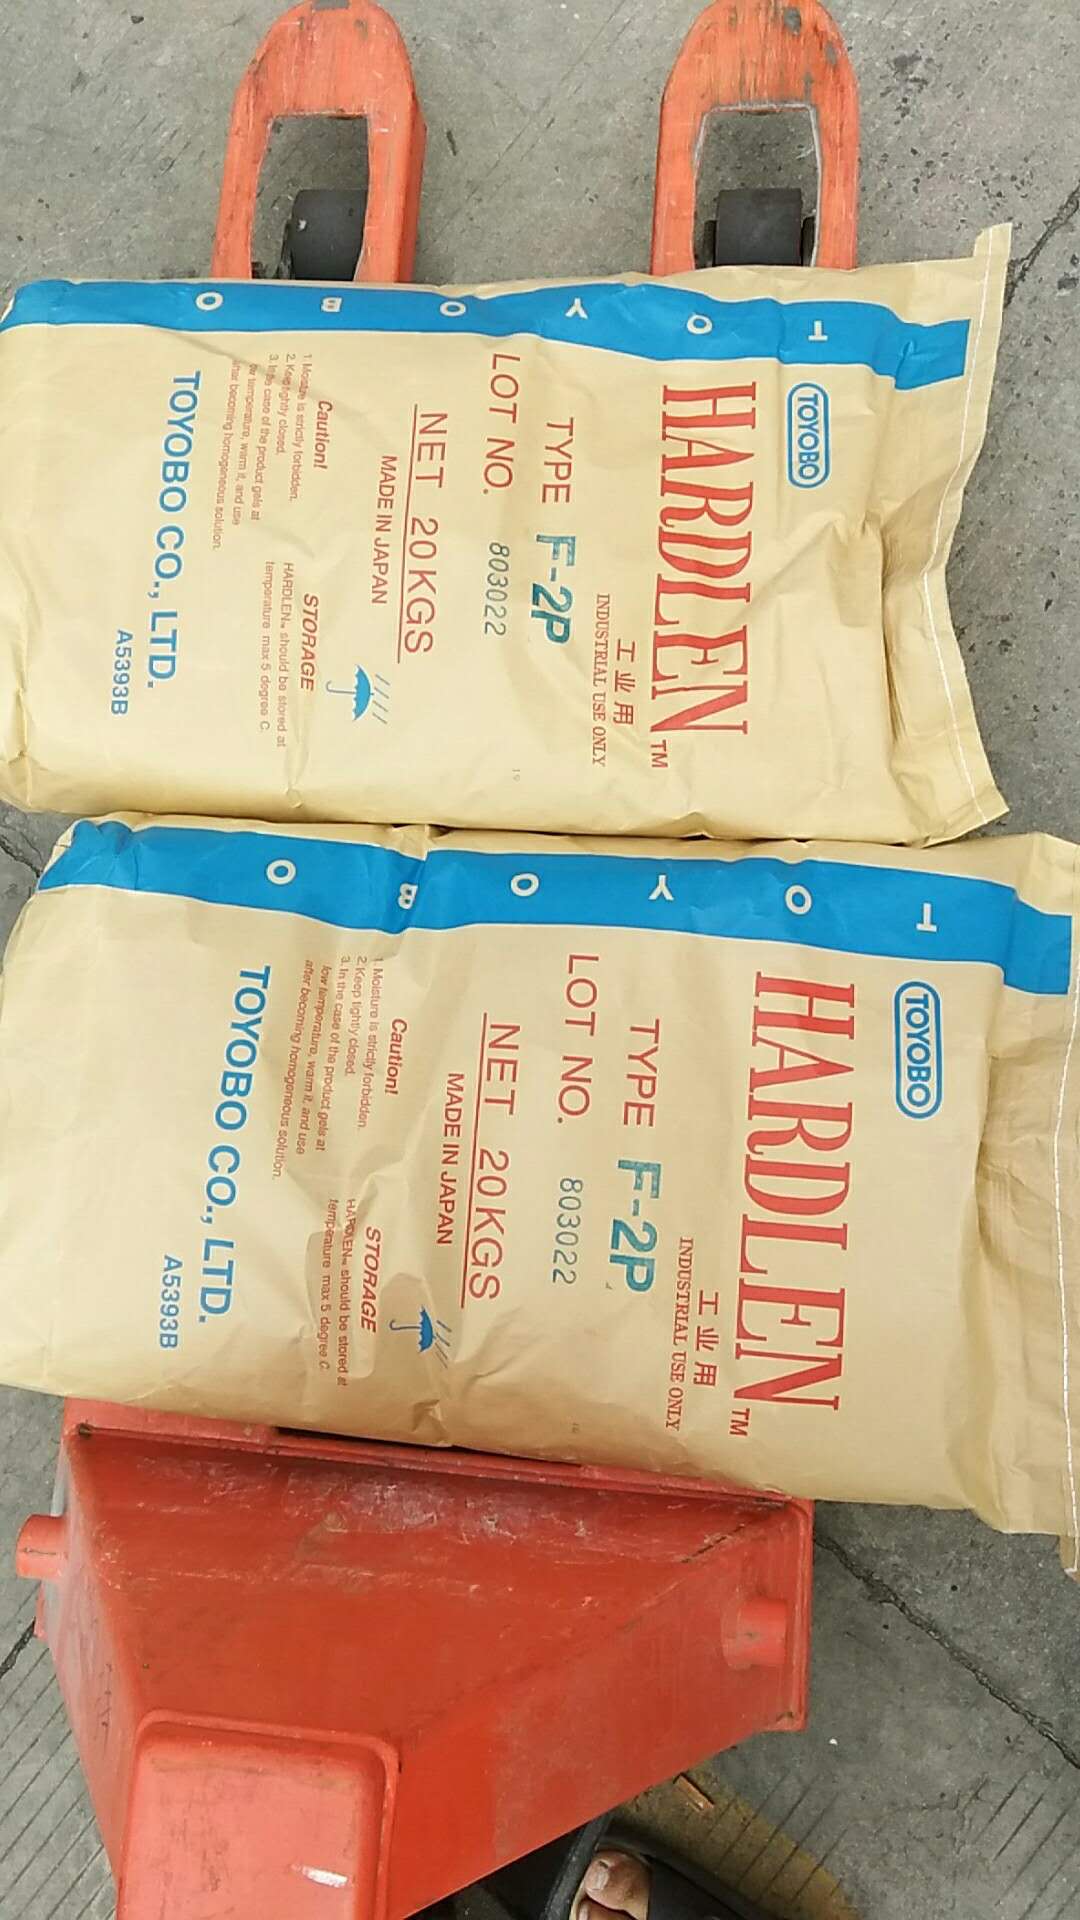 TOYOBO
TOYOBO
HARDLEN™
工业用
INDUSTRIAL USE ONLY
TYPE F-2P
LOT NO. 803022
NET 20KGS
MADE IN JAPAN
Caution!
1. Moisture is strictly forbidden.
2. Keep tightly closed.
3. In the case of the product gels at
low temperature, warm it, and use
after becoming homogeneous solution.
STORAGE
HARDLEN™ should be stored at
temperature max 5 degree C.
TOYOBO CO., LTD.
A5393B
TOYOBO
TOYOBO
HARDLEN™
工业用
INDUSTRIAL USE ONLY
TYPE F-2P
LOT NO. 803022
NET 20KGS
MADE IN JAPAN
Caution!
1. Moisture is strictly forbidden.
2. Keep tightly closed.
3. In the case of the product gels at
low temperature, warm it, and use
after becoming homogeneous solution.
STORAGE
HARDLEN™ should be stored at
temperature max 5 degree C.
TOYOBO CO., LTD.
A5393B